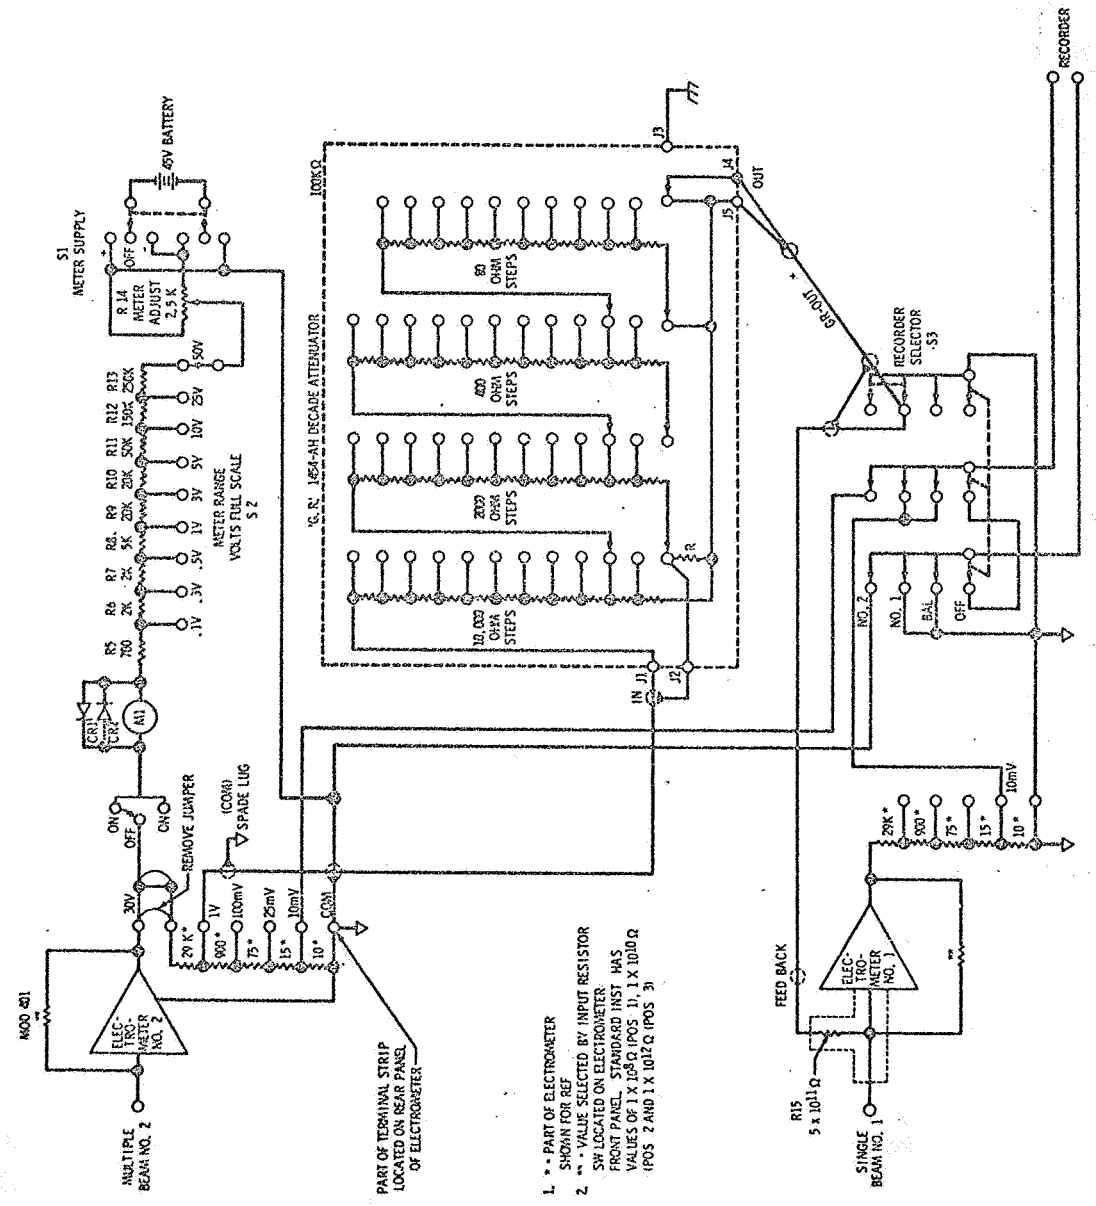 MULTIPLE
BEAM NO. 2
MOD 401
**
ELEC-
TRO-
METER
NO. 2
30V
ON
OFF
ON
REMOVE JUMPER
29 K*
900*
75*
15*
10*
1V
100mV
25mV
10mV
COM
(COM)
SPADE LUG
PART OF TERMINAL STRIP
LOCATED ON REAR PANEL
OF ELECTROMETER
CR1
CR2
M1
R5
700
R6
2K
R7
2K
R8.
5K
R9
20K
R10
20K
R11
50K
R12
150K
R13
250K
.1V
.3V
.5V
1V
3V
5V
10V
25V
50V
METER RANGE
VOLTS FULL SCALE
S 2
S1
METER SUPPLY
+
OFF
-
R 14
METER
ADJUST
2.5 K
45V BATTERY
'G. R.' 1454-AH DECADE ATTENUATOR
100KΩ
10,000
OHM
STEPS
2000
OHM
STEPS
400
OHM
STEPS
80
OHM
STEPS
R
IN
J1
J2
J3
J4
J5
OUT
+
GR-OUT
RECORDER
SELECTOR
S3
NO. 2
NO. 1
BAL
OFF
RECORDER
1. * - PART OF ELECTROMETER
SHOWN FOR REF
2. ** - VALUE SELECTED BY INPUT RESISTOR
SW LOCATED ON ELECTROMETER
FRONT PANEL. STANDARD INST HAS
VALUES OF 1 X 10⁸ Ω (POS 1), 1 X 10¹⁰ Ω
(POS 2 AND 1 X 10¹² Ω (POS 3)
FEED BACK
R15
5 x 10¹¹ Ω
SINGLE
BEAM NO. 1
ELEC-
TRO-
METER
NO. 1
**
29K*
900*
75*
15*
10*
10mV